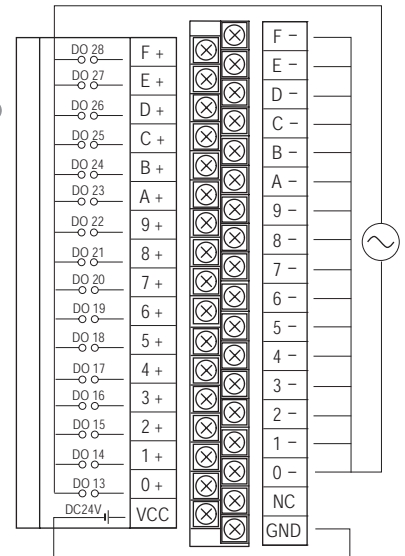 DO 28 F + F −
DO 27 E + E −
DO 26 D + D −
DO 25 C + C −
DO 24 B + B −
DO 23 A + A −
DO 22 9 + 9 −
DO 21 8 + 8 −
DO 20 7 + 7 −
DO 19 6 + 6 −
DO 18 5 + 5 −
DO 17 4 + 4 −
DO 16 3 + 3 −
DO 15 2 + 2 −
DO 14 1 + 1 −
DO 13 0 + 0 −
DC24V VCC NC
GND